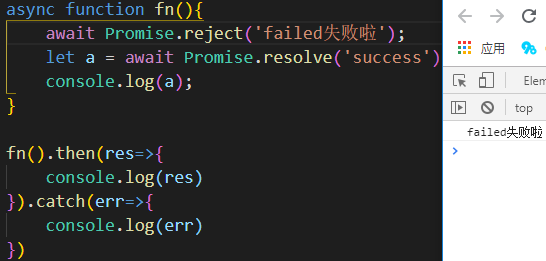 async function fn(){
await Promise.reject('failed失败啦');
let a = await Promise.resolve('success')
console.log(a);
}
fn().then(res=>{
console.log(res)
}).catch(err=>{
console.log(err)
})
应用
Elem
top
failed失败啦